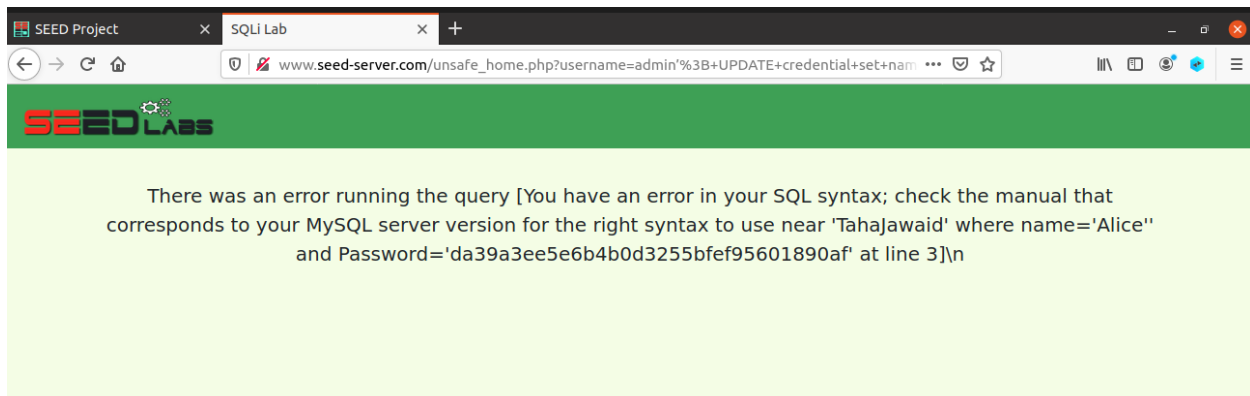 SEED Project
SQLi Lab
www.seed-server.com/unsafe_home.php?username=admin'%3B+UPDATE+credential+set+nam
SEED LABS
There was an error running the query [You have an error in your SQL syntax; check the manual that
corresponds to your MySQL server version for the right syntax to use near 'TahaJawaid' where name='Alice''
and Password='da39a3ee5e6b4b0d3255bfef95601890af' at line 3]\n